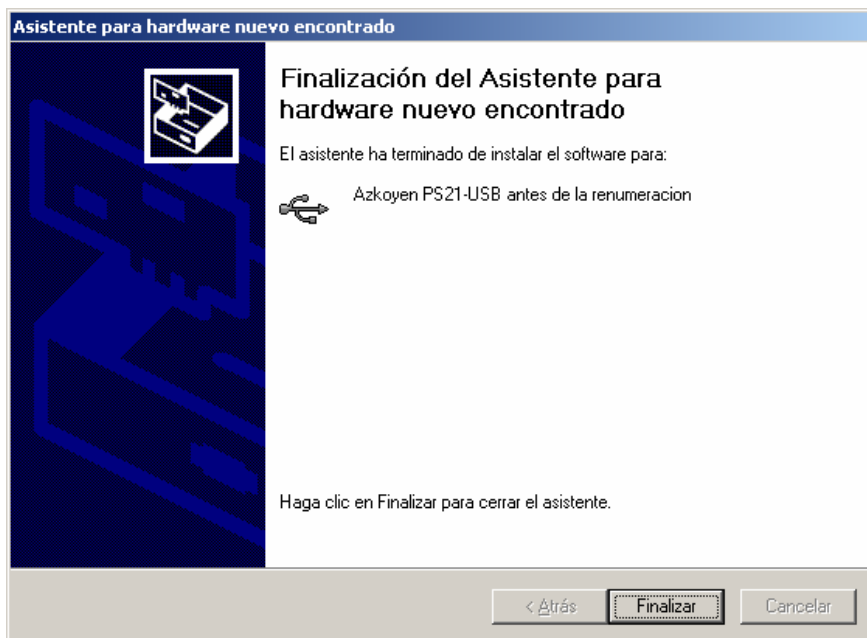 Asistente para hardware nuevo encontrado
Finalización del Asistente para
hardware nuevo encontrado
El asistente ha terminado de instalar el software para:
Azkoyen PS21-USB antes de la renumeracion
Haga clic en Finalizar para cerrar el asistente.
< Atrás
Finalizar
Cancelar